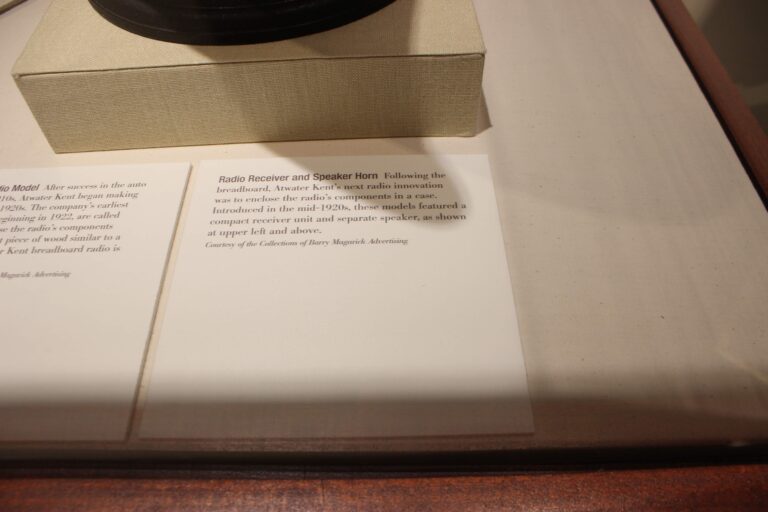 dio Model After success in the auto
10s, Atwater Kent began making
1920s. The company's earliest
eginning in 1922, are called
se the radio's components
t piece of wood similar to a
r Kent breadboard radio is
Magarick Advertising
Radio Receiver and Speaker Horn Following the
breadboard, Atwater Kent's next radio innovation
was to enclose the radio's components in a case.
Introduced in the mid-1920s, these models featured a
compact receiver unit and separate speaker, as shown
at upper left and above.
Courtesy of the Collections of Barry Magarick Advertising